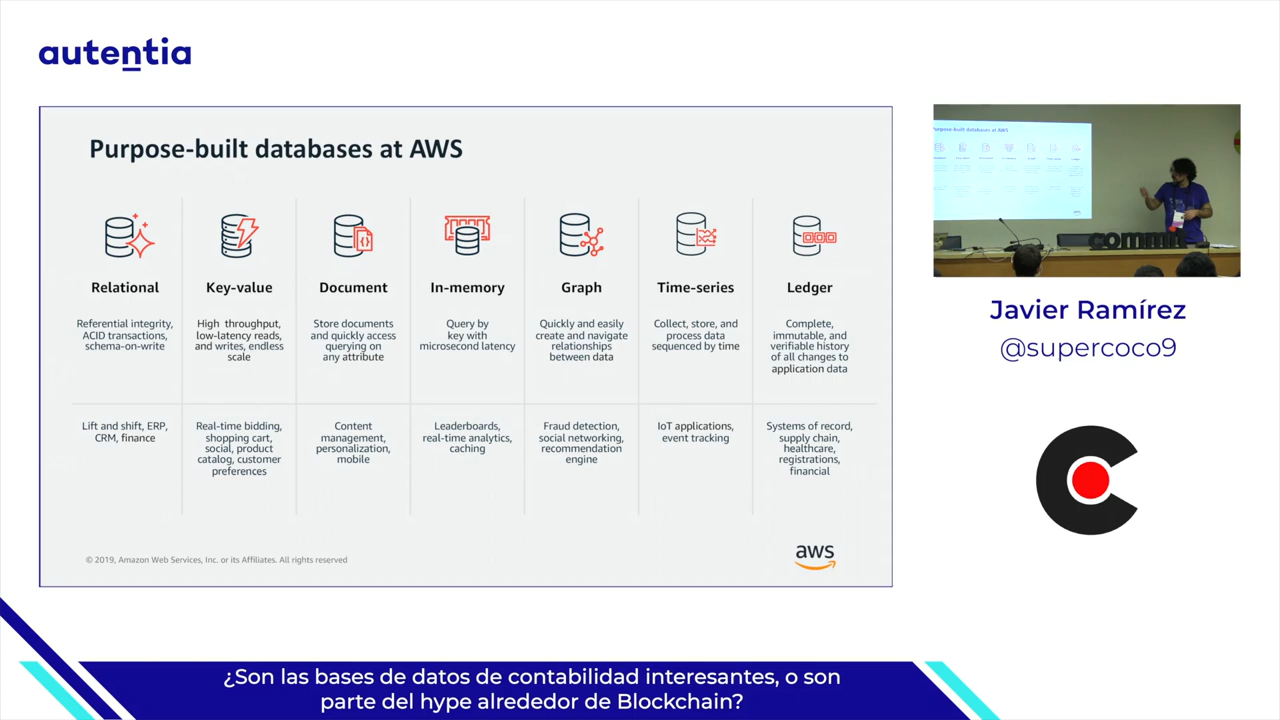 autentia
Purpose-built databases at AWS
Relational
Referential integrity,
ACID transactions,
schema-on-write
Lift and shift, ERP,
CRM, finance
Key-value
High throughput,
low-latency reads,
and writes, endless
scale
Real-time bidding,
shopping cart,
social, product
catalog, customer
preferences
Document
Store documents
and quickly access
querying on
any attribute
Content
management,
personalization,
mobile
In-memory
Query by
key with
microsecond latency
Leaderboards,
real-time analytics,
caching
Graph
Quickly and easily
create and navigate
relationships
between data
Fraud detection,
social networking,
recommendation
engine
Time-series
Collect, store, and
process data
sequenced by time
IoT applications,
event tracking
Ledger
Complete,
immutable, and
verifiable history
of all changes to
application data
Systems of record,
supply chain,
healthcare,
registrations,
financial
© 2019, Amazon Web Services, Inc. or its Affiliates. All rights reserved
aws
Purpose-built databases at AWS
Javier Ramírez
@supercoco9
¿Son las bases de datos de contabilidad interesantes, o son
parte del hype alrededor de Blockchain?